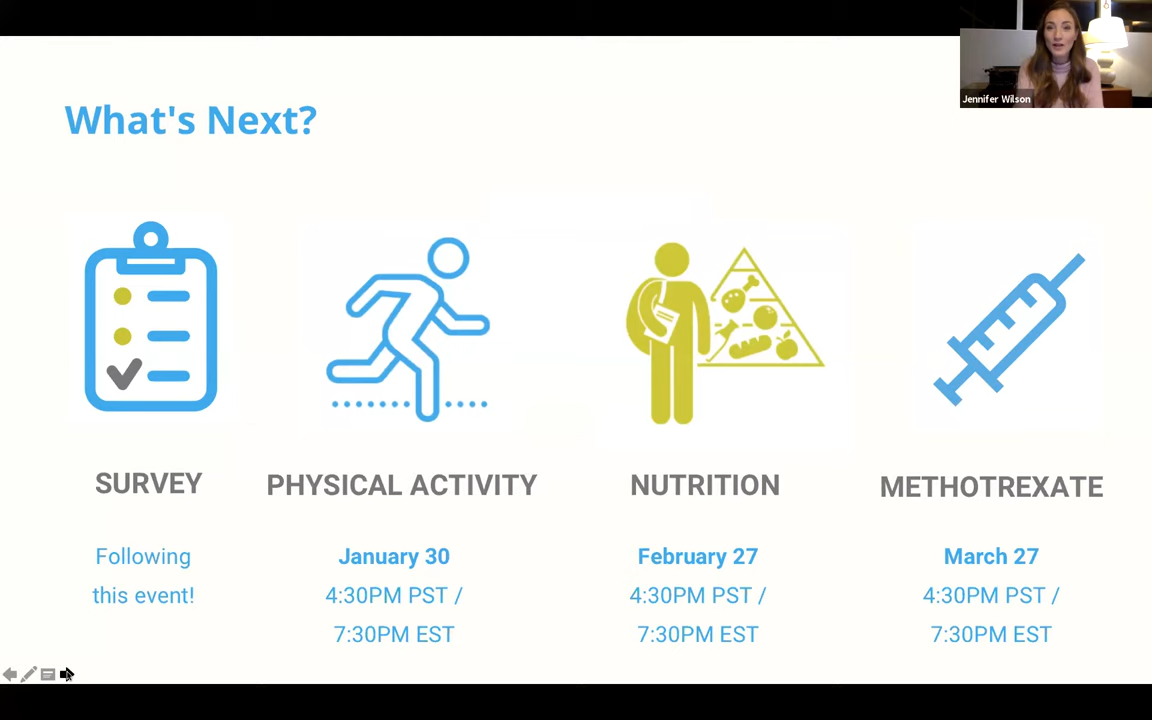 What's Next?
Jennifer Wilson
SURVEY
Following
this event!
PHYSICAL ACTIVITY
January 30
4:30PM PST /
7:30PM EST
NUTRITION
February 27
4:30PM PST /
7:30PM EST
METHOTREXATE
March 27
4:30PM PST /
7:30PM EST